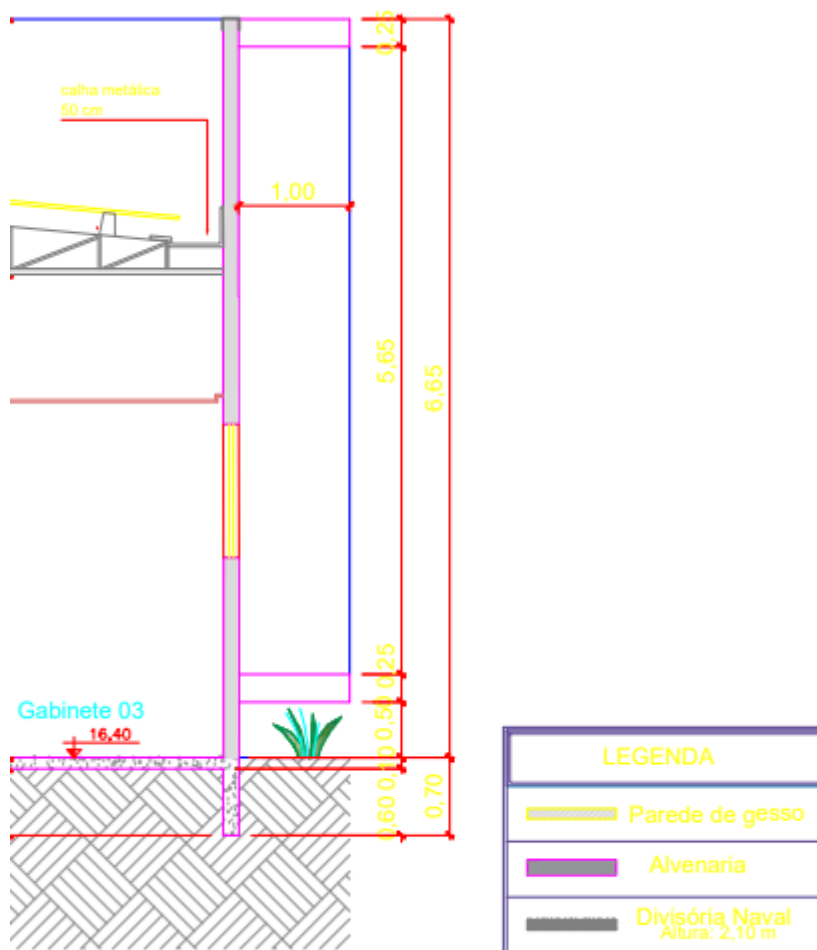 0,25
calha metálica
50 cm
1,00
5,65
6,65
0,25
Gabinete 03
0,50
16,40
0,10
0,60
0,70
LEGENDA
Parede de gesso
Alvenaria
Divisória Naval
Altura: 2,10 m